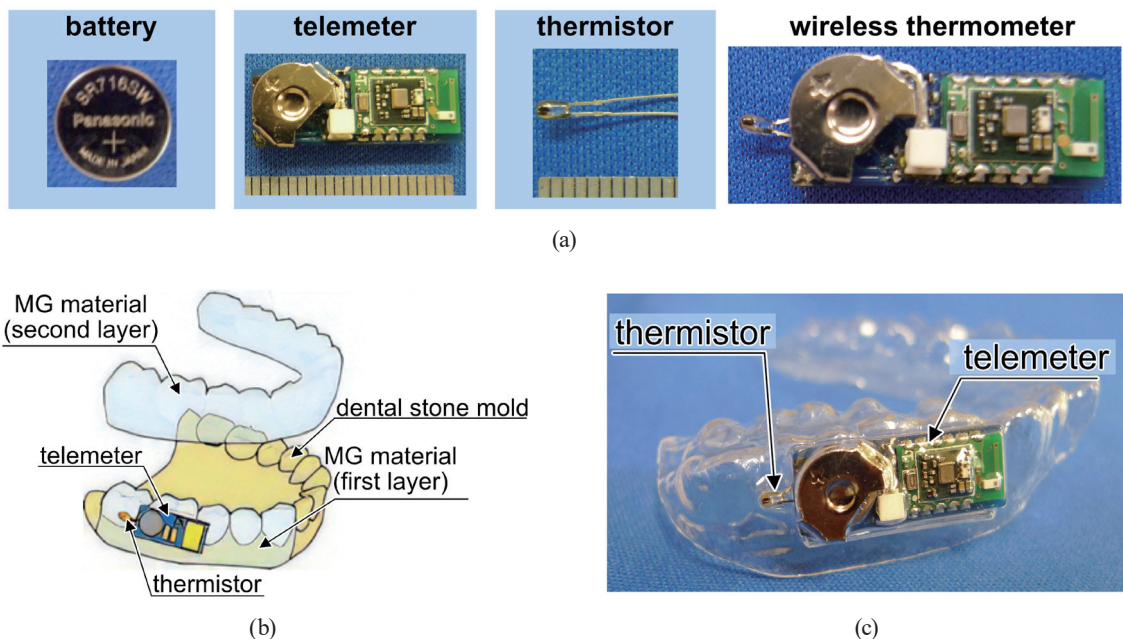 battery
telemeter
thermistor
wireless thermometer
SR716SW
Panasonic
+
MADE IN JAPAN
(a)
MG material
(second layer)
dental stone mold
telemeter
MG material
(first layer)
thermistor
thermistor
telemeter
(b)
(c)